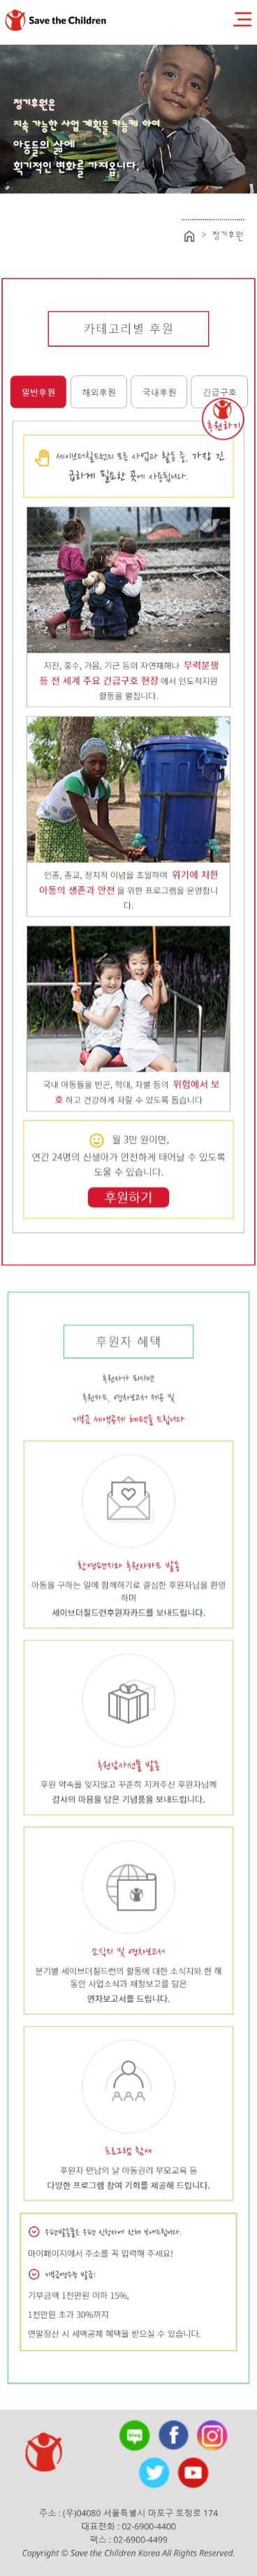 Save the Children
정기후원은
지속 가능한 사업 계획을 가능케 하여
아동들의 삶에
획기적인 변화를 가져옵니다.
> 정기후원
카테고리별 후원
일반후원
해외후원
국내후원
긴급구호
후원하기
세이브더칠드런의 모든 사업과 활동 중, 가장 긴
급하게 필요한 곳에 사용됩니다.
지진, 홍수, 가뭄, 기근 등의 자연재해나 무력분쟁
등 전 세계 주요 긴급구호 현장 에서 인도적지원
활동을 펼칩니다.
인종, 종교, 정치적 이념을 초월하여 위기에 처한
아동의 생존과 안전 을 위한 프로그램을 운영합니
다.
국내 아동들을 빈곤, 학대, 차별 등의 위험에서 보
호 하고 건강하게 자랄 수 있도록 돕습니다
월 3만 원이면,
연간 24명의 신생아가 안전하게 태어날 수 있도록
도울 수 있습니다.
후원하기
후원자 혜택
후원자가 되시면
후원카드, 연차보고서 제공 및
기부금 세액공제 혜택을 드립니다
환영편지와 후원자카드 발송
아동을 구하는 일에 함께하기로 결심한 후원자님을 환영
하며
세이브더칠드런후원자카드를 보내드립니다.
후원감사선물 발송
후원 약속을 잊지않고 꾸준히 지켜주신 후원자님께
감사의 마음을 담은 기념품을 보내드립니다.
소식지 및 연차보고서
분기별 세이브더칠드런의 활동에 대한 소식지와 한 해
동안 사업소식과 재정보고를 담은
연차보고서를 드립니다.
프로그램 참여
후원자 만남의 날 아동권리 부모교육 등
다양한 프로그램 참여 기회를 제공해 드립니다.
우편발송물은 우편 신청자에 한해 보내드립니다.
마이페이지에서 주소를 꼭 입력해 주세요!
기부금영수증 발급:
기부금액 1천만원 이하 15%,
1천만원 초과 30%까지
연말정산 시 세액공제 혜택을 받으실 수 있습니다.
blog
주소 : (우)04080 서울특별시 마포구 토정로 174
대표전화 : 02-6900-4400
팩스 : 02-6900-4499
Copyright © Save the Children Korea All Rights Reserved.